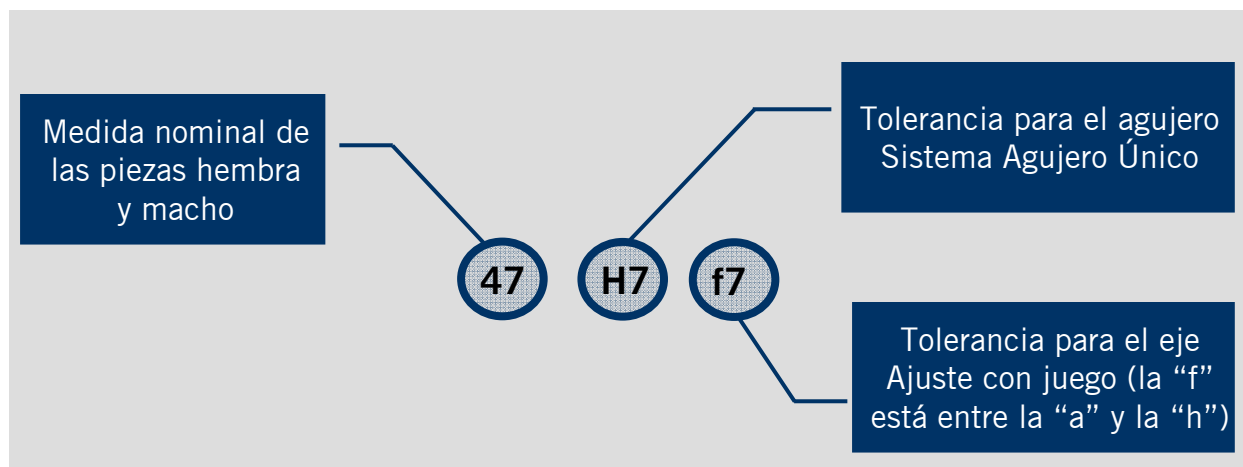 Medida nominal de
las piezas hembra
y macho
Tolerancia para el agujero
Sistema Agujero Único
47 H7 f7
Tolerancia para el eje
Ajuste con juego (la “f”
está entre la “a” y la “h”)